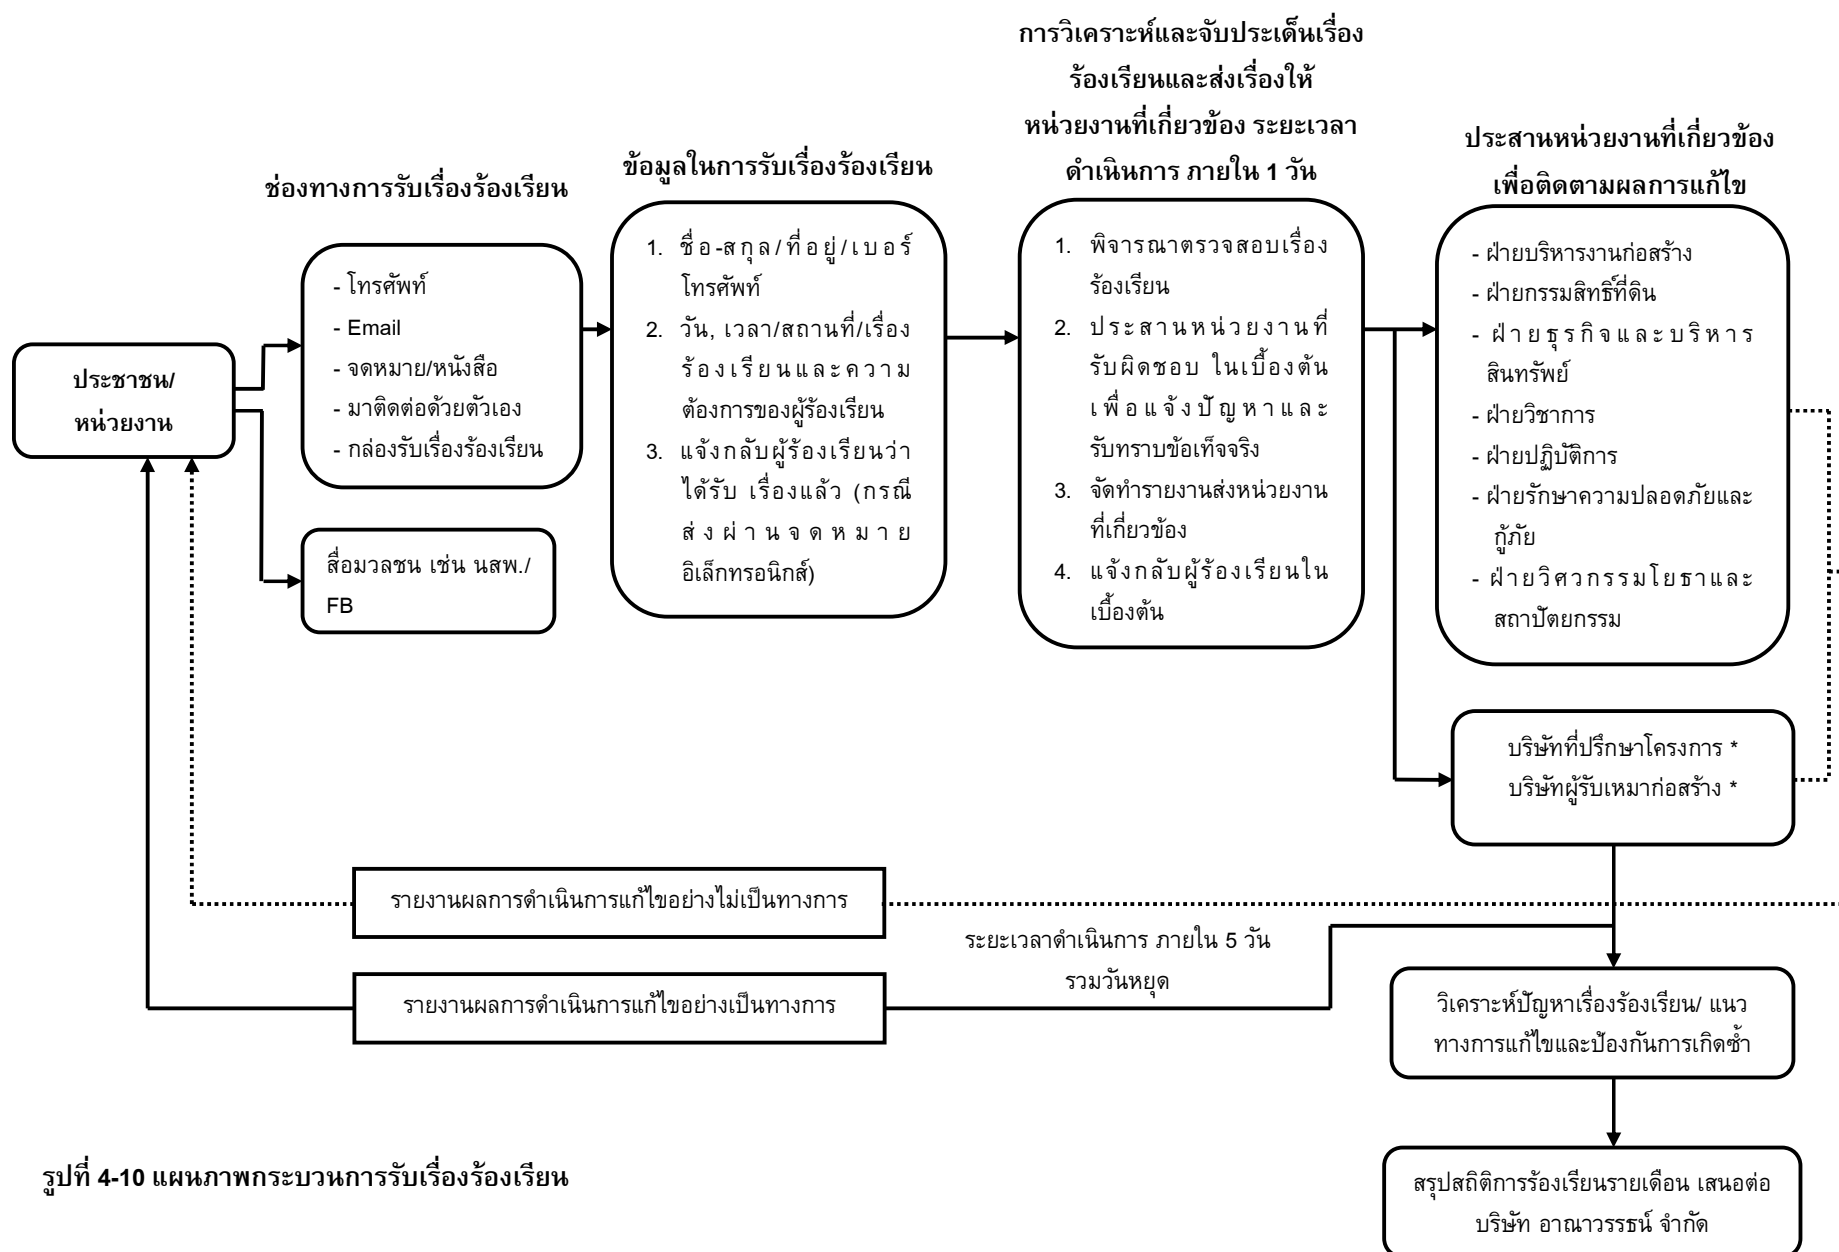 การวิเคราะห์และจับประเด็นเรื่อง
ร้องเรียนและส่งเรื่องให้
หน่วยงานที่เกี่ยวข้อง ระยะเวลา
ดำเนินการ ภายใน 1 วัน
ประสานหน่วยงานที่เกี่ยวข้อง
เพื่อติดตามผลการแก้ไข
ข้อมูลในการรับเรื่องร้องเรียน
ช่องทางการรับเรื่องร้องเรียน
ประชาชน/
หน่วยงาน
- โทรศัพท์
- Email
- จดหมาย/หนังสือ
- มาติดต่อด้วยตัวเอง
- กล่องรับเรื่องร้องเรียน
สื่อมวลชน เช่น นสพ./
FB
1. ชื่อ-สกุล/ที่อยู่/เบอร์
โทรศัพท์
2. วัน, เวลา/สถานที่/เรื่อง
ร้องเรียนและความ
ต้องการของผู้ร้องเรียน
3. แจ้งกลับผู้ร้องเรียนว่า
ได้รับ เรื่องแล้ว (กรณี
ส่งผ่านจดหมาย
อิเล็กทรอนิกส์)
1. พิจารณาตรวจสอบเรื่อง
ร้องเรียน
2. ประสานหน่วยงานที่
รับผิดชอบ ในเบื้องต้น
เพื่อแจ้งปัญหาและ
รับทราบข้อเท็จจริง
3. จัดทำรายงานส่งหน่วยงาน
ที่เกี่ยวข้อง
4. แจ้งกลับผู้ร้องเรียนใน
เบื้องต้น
- ฝ่ายบริหารงานก่อสร้าง
- ฝ่ายกรรมสิทธิ์ที่ดิน
- ฝ่ายธุรกิจและบริหาร
สินทรัพย์
- ฝ่ายวิชาการ
- ฝ่ายปฏิบัติการ
- ฝ่ายรักษาความปลอดภัยและ
กู้ภัย
- ฝ่ายวิศวกรรมโยธาและ
สถาปัตยกรรม
บริษัทที่ปรึกษาโครงการ *
บริษัทผู้รับเหมาก่อสร้าง *
รายงานผลการดำเนินการแก้ไขอย่างไม่เป็นทางการ
ระยะเวลาดำเนินการ ภายใน 5 วัน
รวมวันหยุด
รายงานผลการดำเนินการแก้ไขอย่างเป็นทางการ
วิเคราะห์ปัญหาเรื่องร้องเรียน/ แนว
ทางการแก้ไขและป้องกันการเกิดซ้ำ
สรุปสถิติการร้องเรียนรายเดือน เสนอต่อ
บริษัท อาณาวรรธน์ จำกัด
รูปที่ 4-10 แผนภาพกระบวนการรับเรื่องร้องเรียน